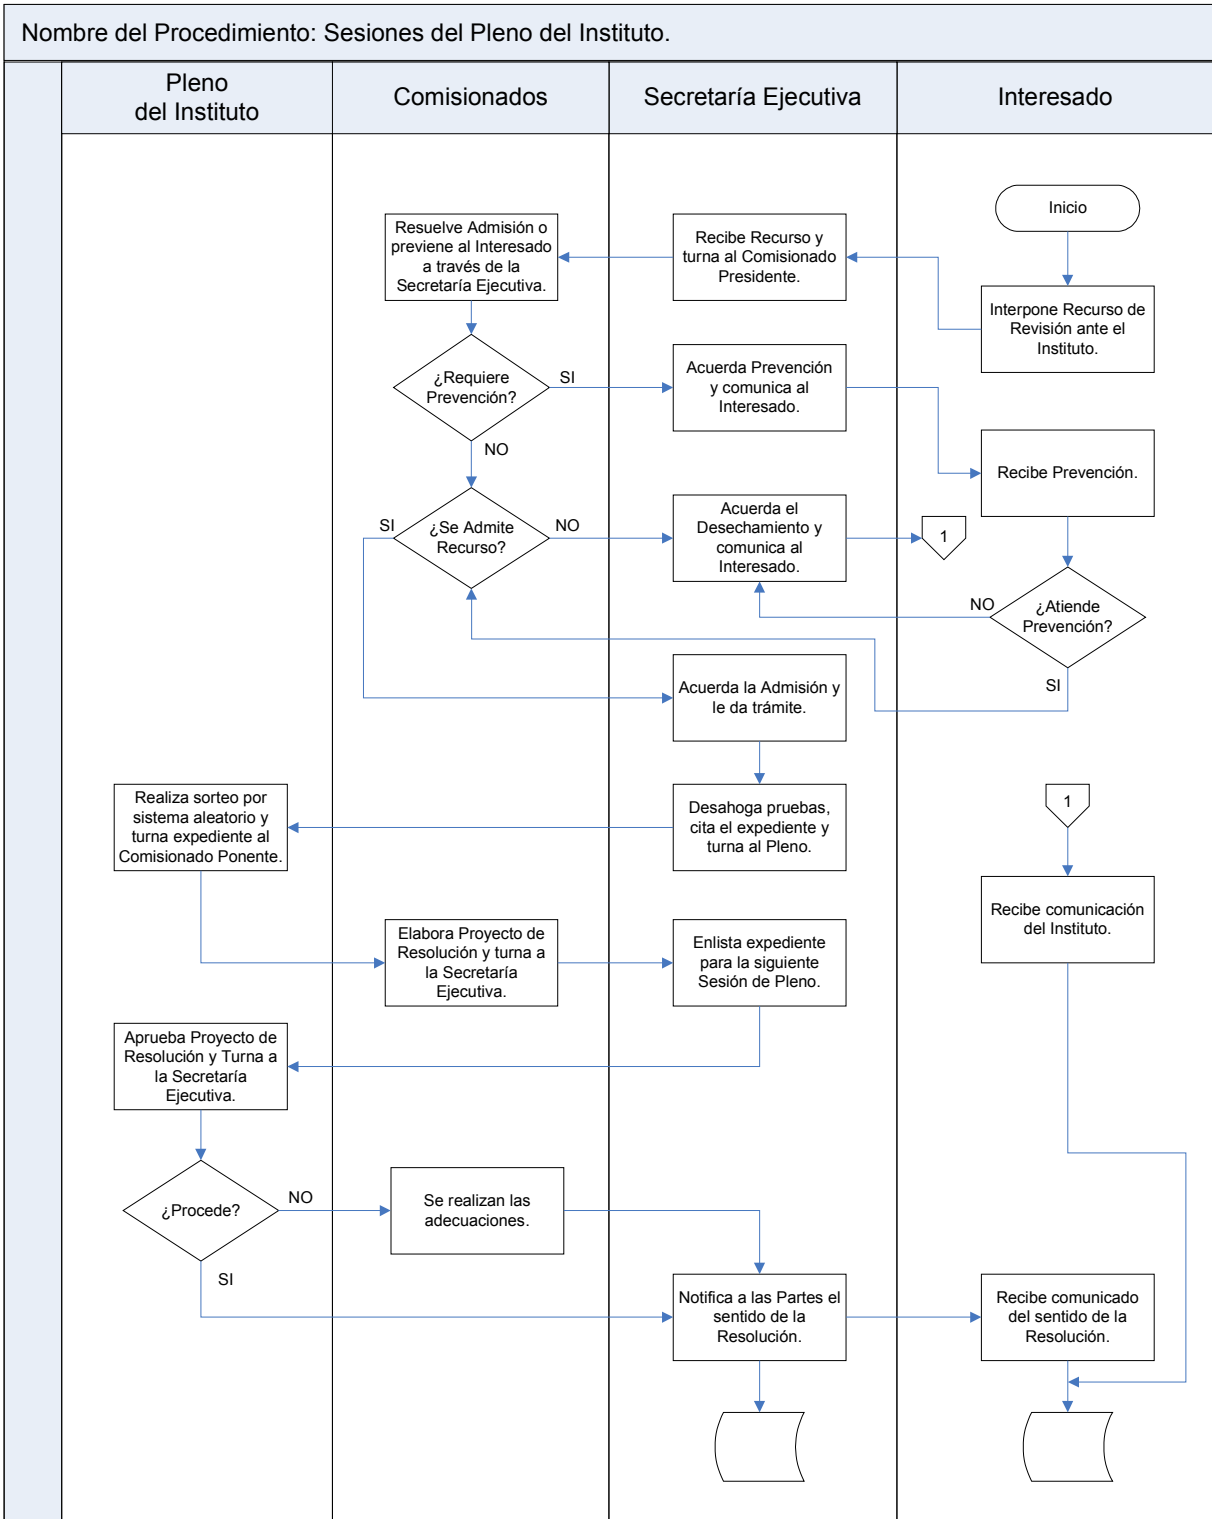 Nombre del Procedimiento: Sesiones del Pleno del Instituto.
Pleno
del Instituto
Comisionados
Secretaría Ejecutiva
Interesado
Inicio
Interpone Recurso de
Revisión ante el
Instituto.
Recibe Recurso y
turna al Comisionado
Presidente.
Resuelve Admisión o
previene al Interesado
a través de la
Secretaría Ejecutiva.
¿Requiere
Prevención?
SI
NO
Acuerda Prevención
y comunica al
Interesado.
Recibe Prevención.
¿Se Admite
Recurso?
SI
NO
Acuerda el
Desechamiento y
comunica al
Interesado.
1
¿Atiende
Prevención?
NO
SI
Acuerda la Admisión y
le da trámite.
Desahoga pruebas,
cita el expediente y
turna al Pleno.
Realiza sorteo por
sistema aleatorio y
turna expediente al
Comisionado Ponente.
1
Recibe comunicación
del Instituto.
Elabora Proyecto de
Resolución y turna a
la Secretaría
Ejecutiva.
Enlista expediente
para la siguiente
Sesión de Pleno.
Aprueba Proyecto de
Resolución y Turna a
la Secretaría
Ejecutiva.
¿Procede?
NO
SI
Se realizan las
adecuaciones.
Notifica a las Partes el
sentido de la
Resolución.
Recibe comunicado
del sentido de la
Resolución.